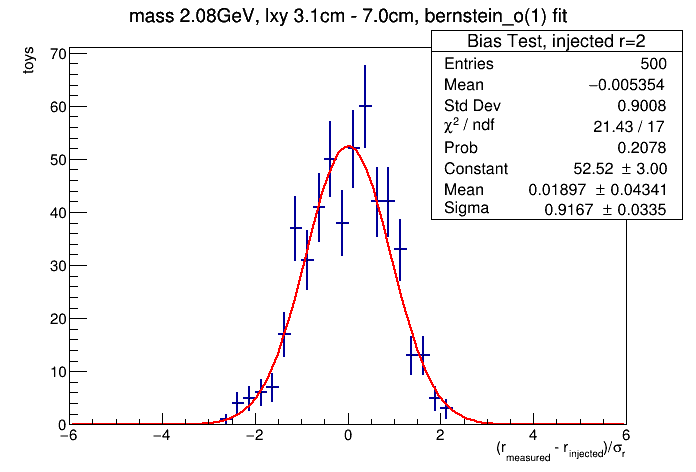 mass 2.08GeV, lxy 3.1cm - 7.0cm, bernstein_o(1) fit
Bias Test, injected r=2
Entries 500
Mean −0.005354
Std Dev 0.9008
χ² / ndf 21.43 / 17
Prob 0.2078
Constant 52.52 ± 3.00
Mean 0.01897 ± 0.04341
Sigma 0.9167 ± 0.0335
toys
70
60
50
40
30
20
10
0
−6 −4 −2 0 2 4 6
(r_measured - r_injected)/σ_r